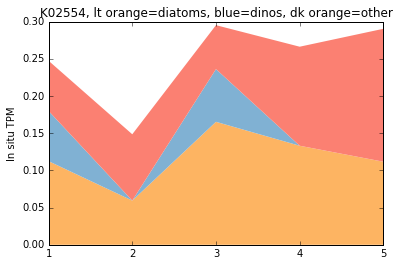 K02554, lt orange=diatoms, blue=dinos, dk orange=other
0.30
0.25
0.20
0.15
0.10
0.05
0.00
In situ TPM
1 2 3 4 5